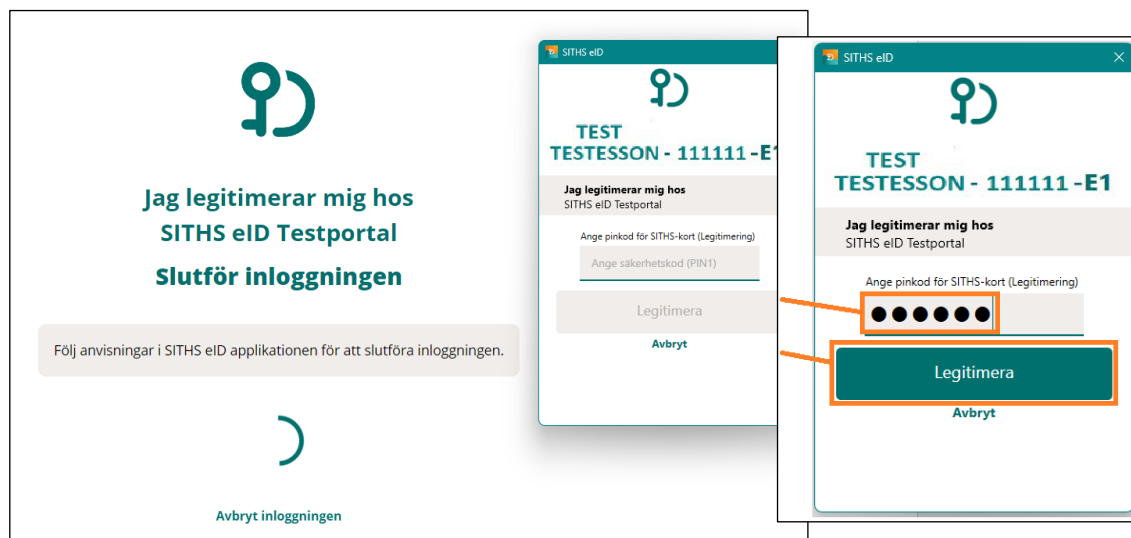 Jag legitimerar mig hos
SITHS eID Testportal
Slutför inloggningen
Följ anvisningar i SITHS eID applikationen för att slutföra inloggningen.
Avbryt inloggningen
SITHS eID
TEST
TESTESSON - 111111 -E1
Jag legitimerar mig hos
SITHS eID Testportal
Ange pinkod för SITHS-kort (Legitimering)
Ange säkerhetskod (PIN1)
Legitimera
Avbryt
SITHS eID
TEST
TESTESSON - 111111 -E1
Jag legitimerar mig hos
SITHS eID Testportal
Ange pinkod för SITHS-kort (Legitimering)
●●●●●●
Legitimera
Avbryt